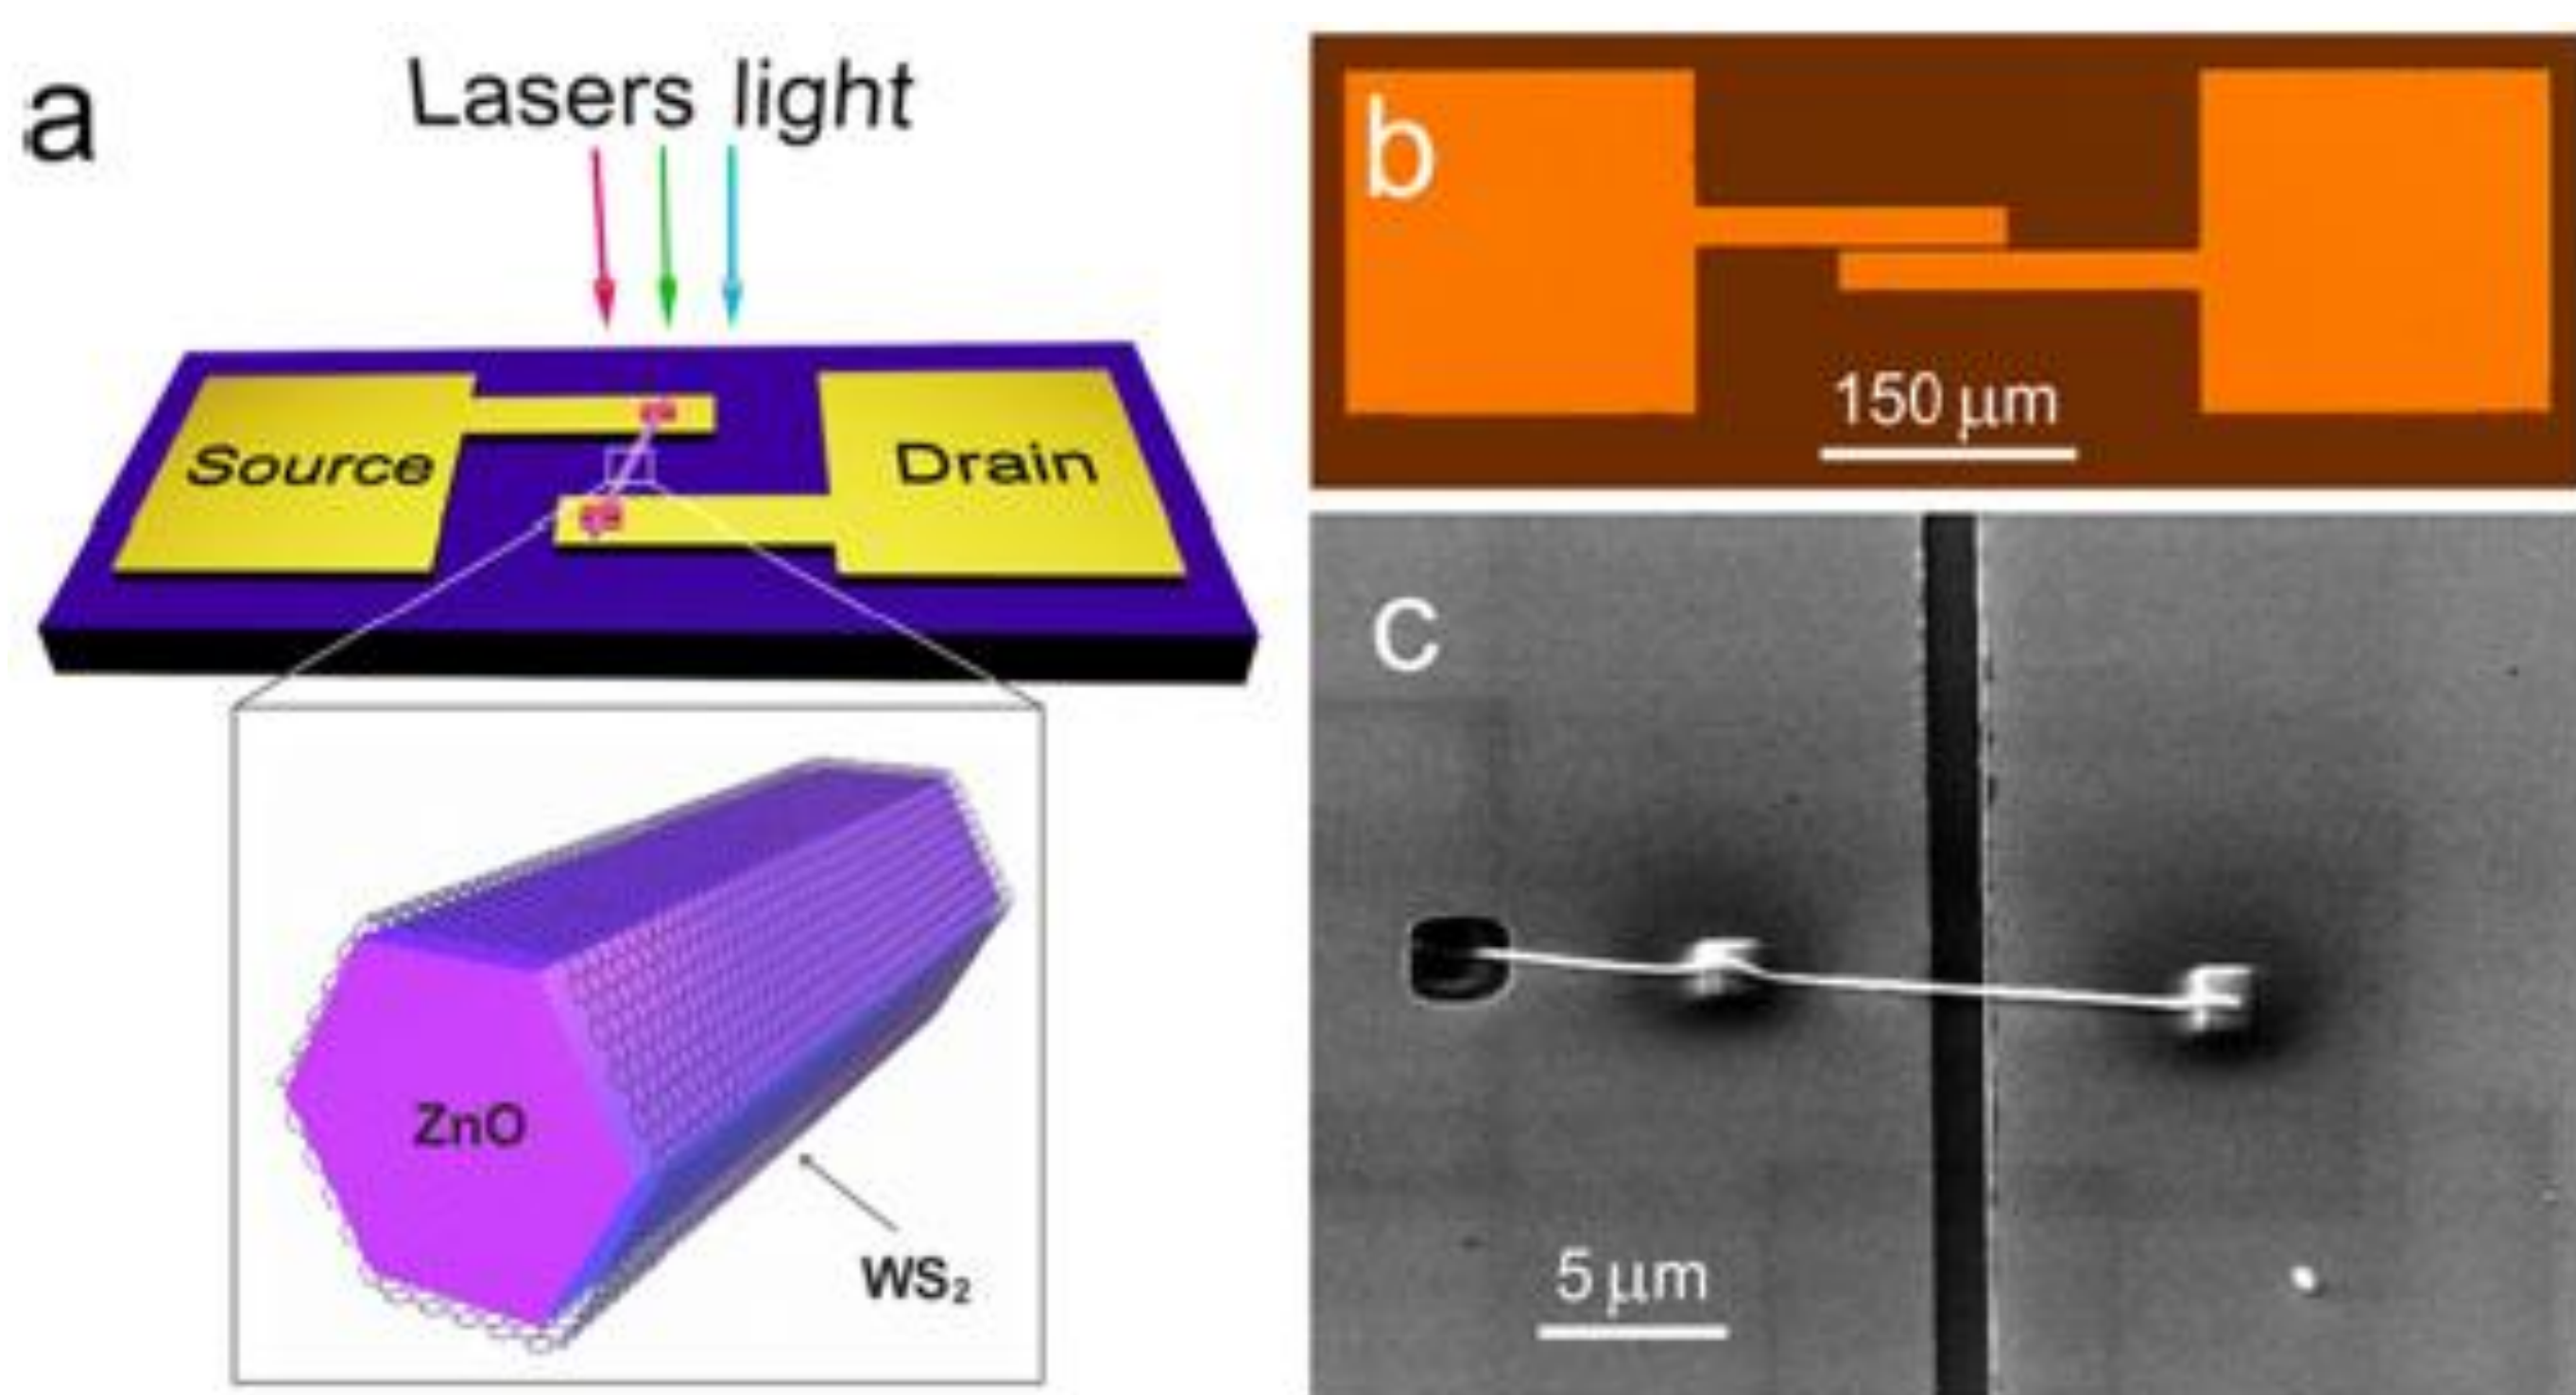 a
Lasers light
Source
Drain
ZnO
WS₂
b
150 μm
c
5 μm